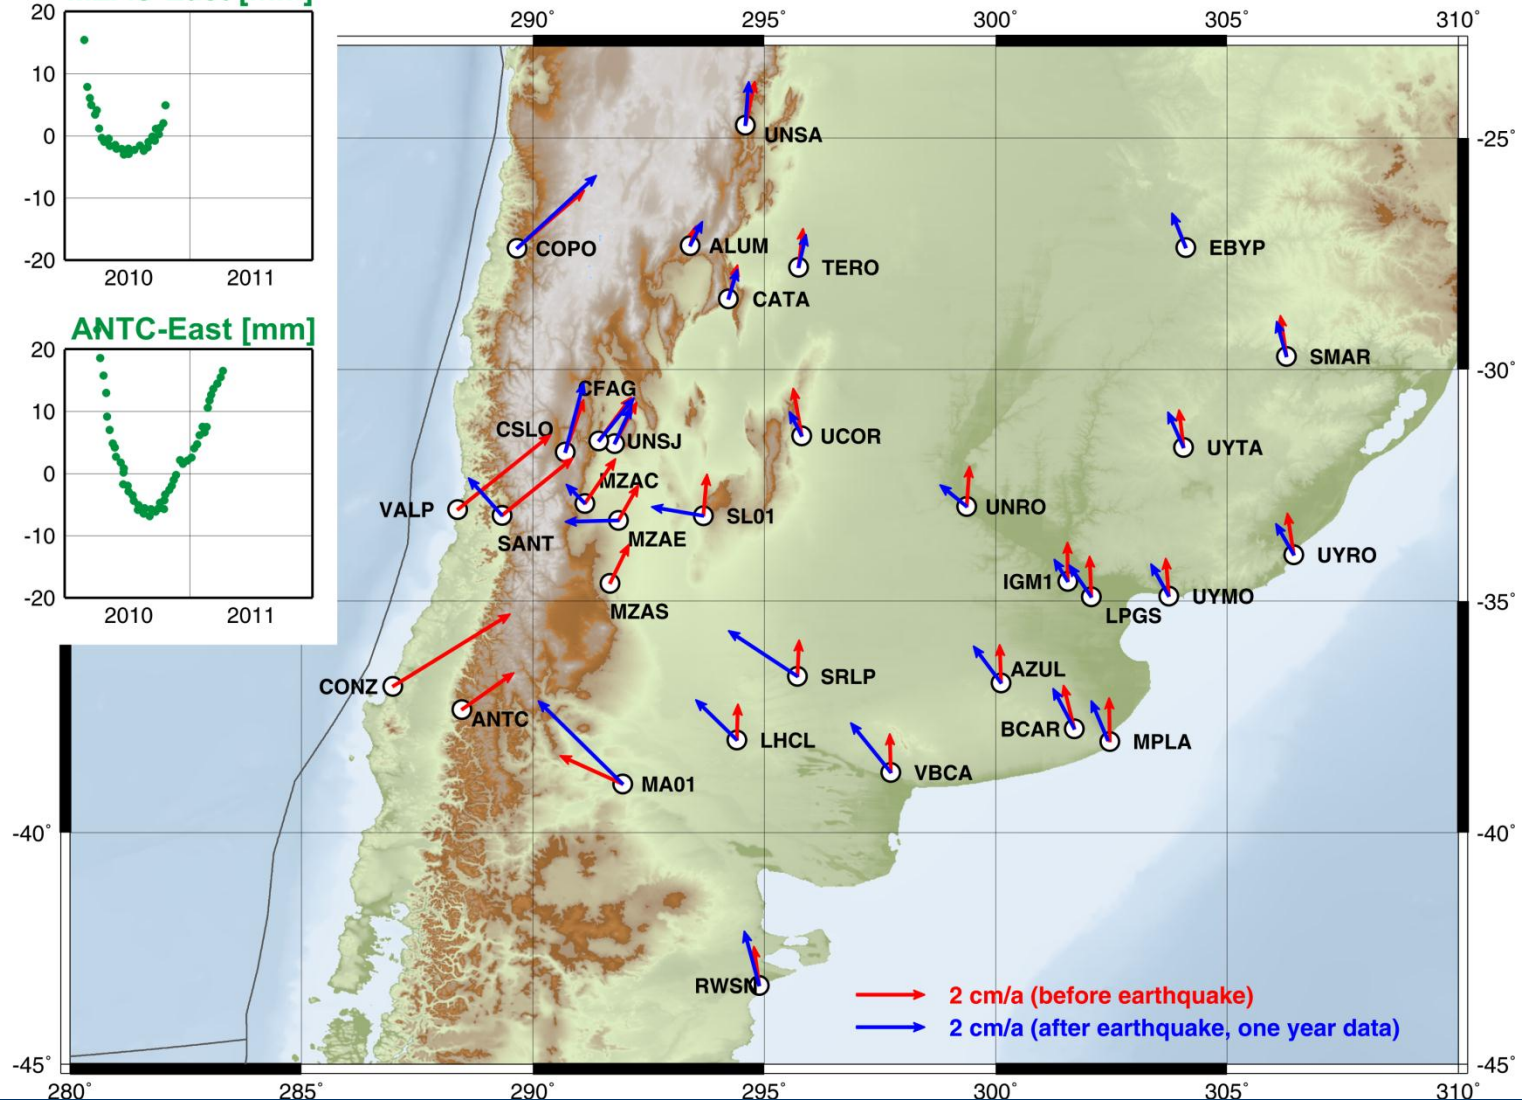 20
10
0
-10
-20
2010 2011
ANTC-East [mm]
20
10
0
-10
-20
2010 2011
290° 295° 300° 305° 310°
-25°
-30°
-35°
-40° -40°
-45° -45°
280° 285° 290° 295° 300° 305° 310°
UNSA
COPO
ALUM
EBYP
TERO
CATA
SMAR
CFAG
CSLO
UNSJ
UCOR
UYTA
MZAC
VALP
SANT
SL01
UNRO
MZAE
UYRO
IGM1
MZAS
LPGS
UYMO
CONZ
SRLP
AZUL
ANTC
BCAR
LHCL
MPLA
VBCA
MA01
RWSN
2 cm/a (before earthquake)
2 cm/a (after earthquake, one year data)